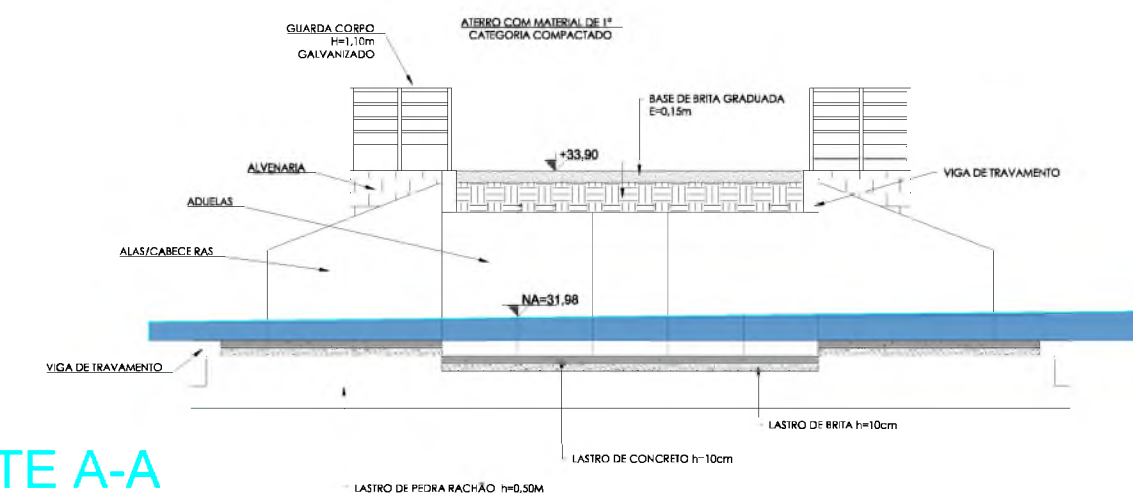 GUARDA CORPO
H=1,10m
GALVANIZADO
ATERRO COM MATERIAL DE 1ª
CATEGORIA COMPACTADO
BASE DE BRITA GRADUADA
E=0,15m
+33,90
ALVENARIA
VIGA DE TRAVAMENTO
ADUELAS
ALAS/CABECE RAS
NA=31,98
VIGA DE TRAVAMENTO
LASTRO DE BRITA h=10cm
LASTRO DE CONCRETO h=10cm
TE A-A
LASTRO DE PEDRA RACHÃO h=0,50M